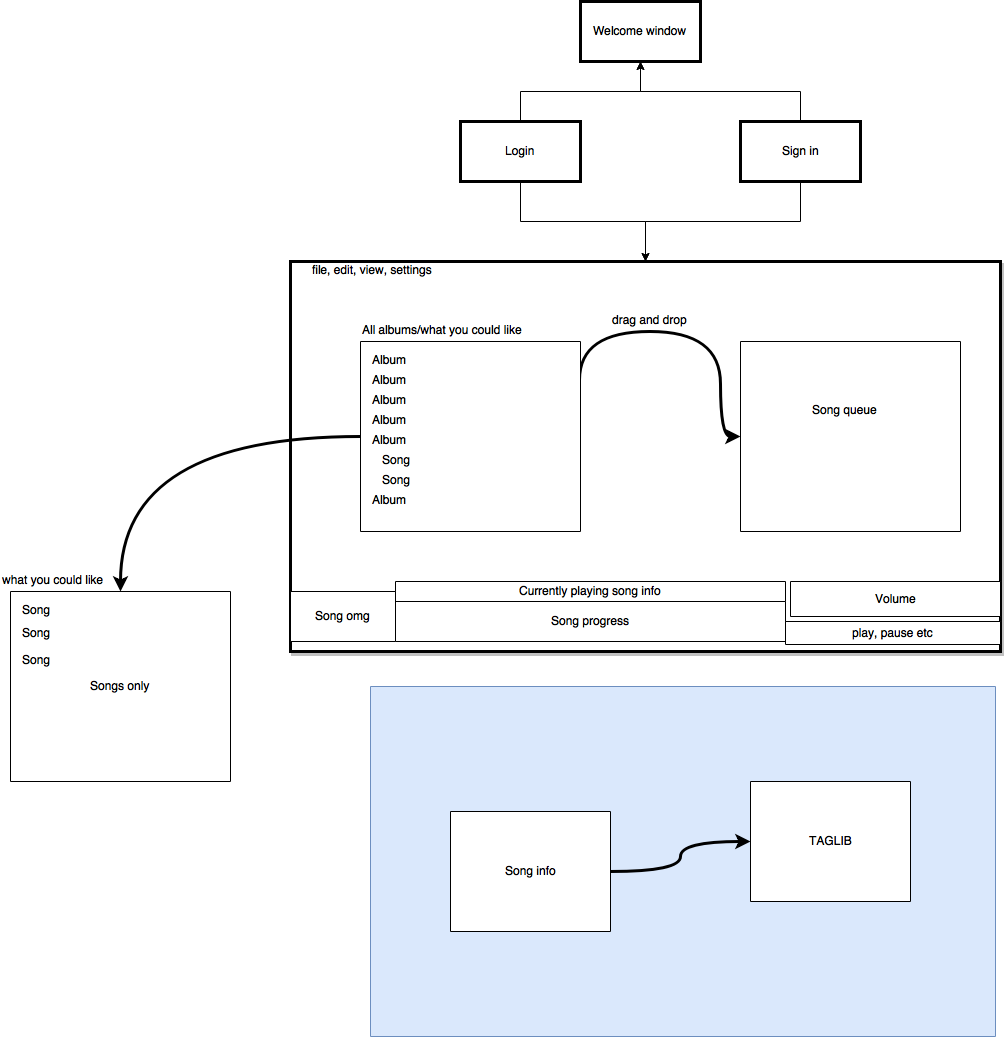 Welcome window
Login
Sign in
file, edit, view, settings
drag and drop
All albums/what you could like
Album
Album
Album
Album
Album
Song
Song
Album
Song queue
what you could like
Song
Song
Song
Songs only
Song omg
Currently playing song info
Song progress
Volume
play, pause etc
Song info
TAGLIB